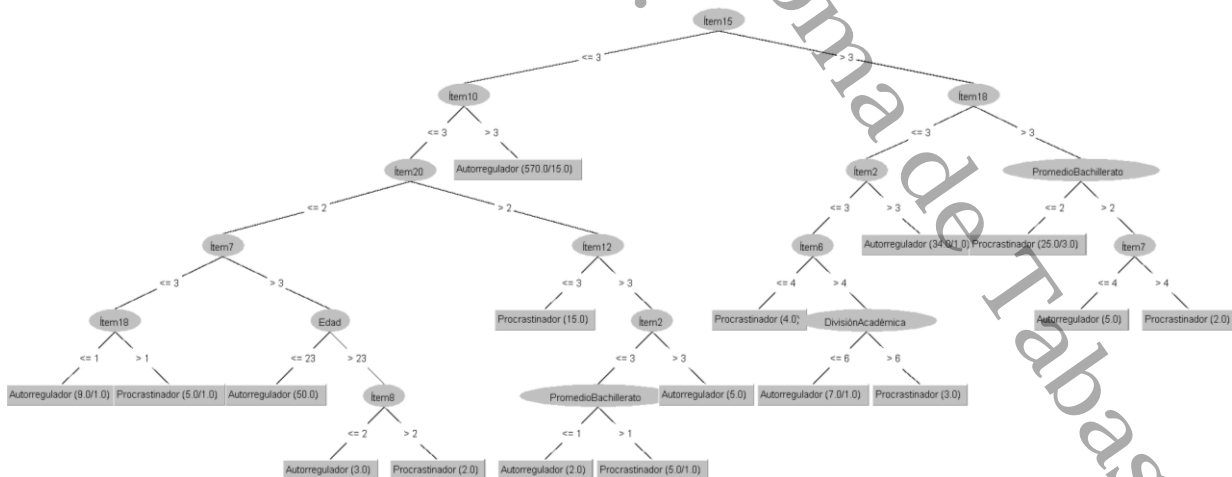 Ítem15
<= 3
> 3
Ítem10
Ítem18
<= 3
> 3
<= 3
> 3
Ítem20
Autorregulador (570.0/15.0)
Ítem2
PromedioBachillerato
<= 2
> 2
<= 3
> 3
<= 2
> 2
Ítem7
Ítem12
Ítem6
Autorregulador (34.0/1.0)
Procrastinador (25.0/3.0)
Ítem7
<= 3
> 3
<= 3
> 3
<= 4
> 4
<= 4
> 4
Ítem18
Edad
Procrastinador (15.0)
Ítem2
Procrastinador (4.0)
DivisiónAcadémica
Autorregulador (5.0)
Procrastinador (2.0)
<= 1
> 1
<= 23
> 23
<= 3
> 3
<= 6
> 6
Autorregulador (9.0/1.0)
Procrastinador (5.0/1.0)
Autorregulador (50.0)
Ítem8
PromedioBachillerato
Autorregulador (5.0)
Autorregulador (7.0/1.0)
Procrastinador (3.0)
<= 2
> 2
<= 1
> 1
Autorregulador (3.0)
Procrastinador (2.0)
Autorregulador (2.0)
Procrastinador (5.0/1.0)
de